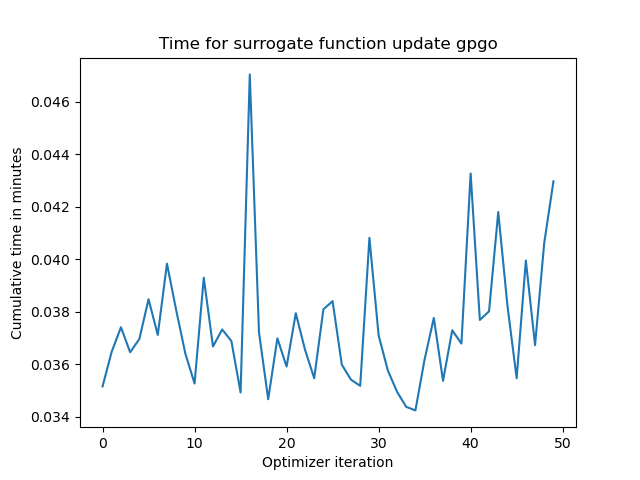 Time for surrogate function update gpgo
Cumulative time in minutes
0.046
0.044
0.042
0.040
0.038
0.036
0.034
0 10 20 30 40 50
Optimizer iteration